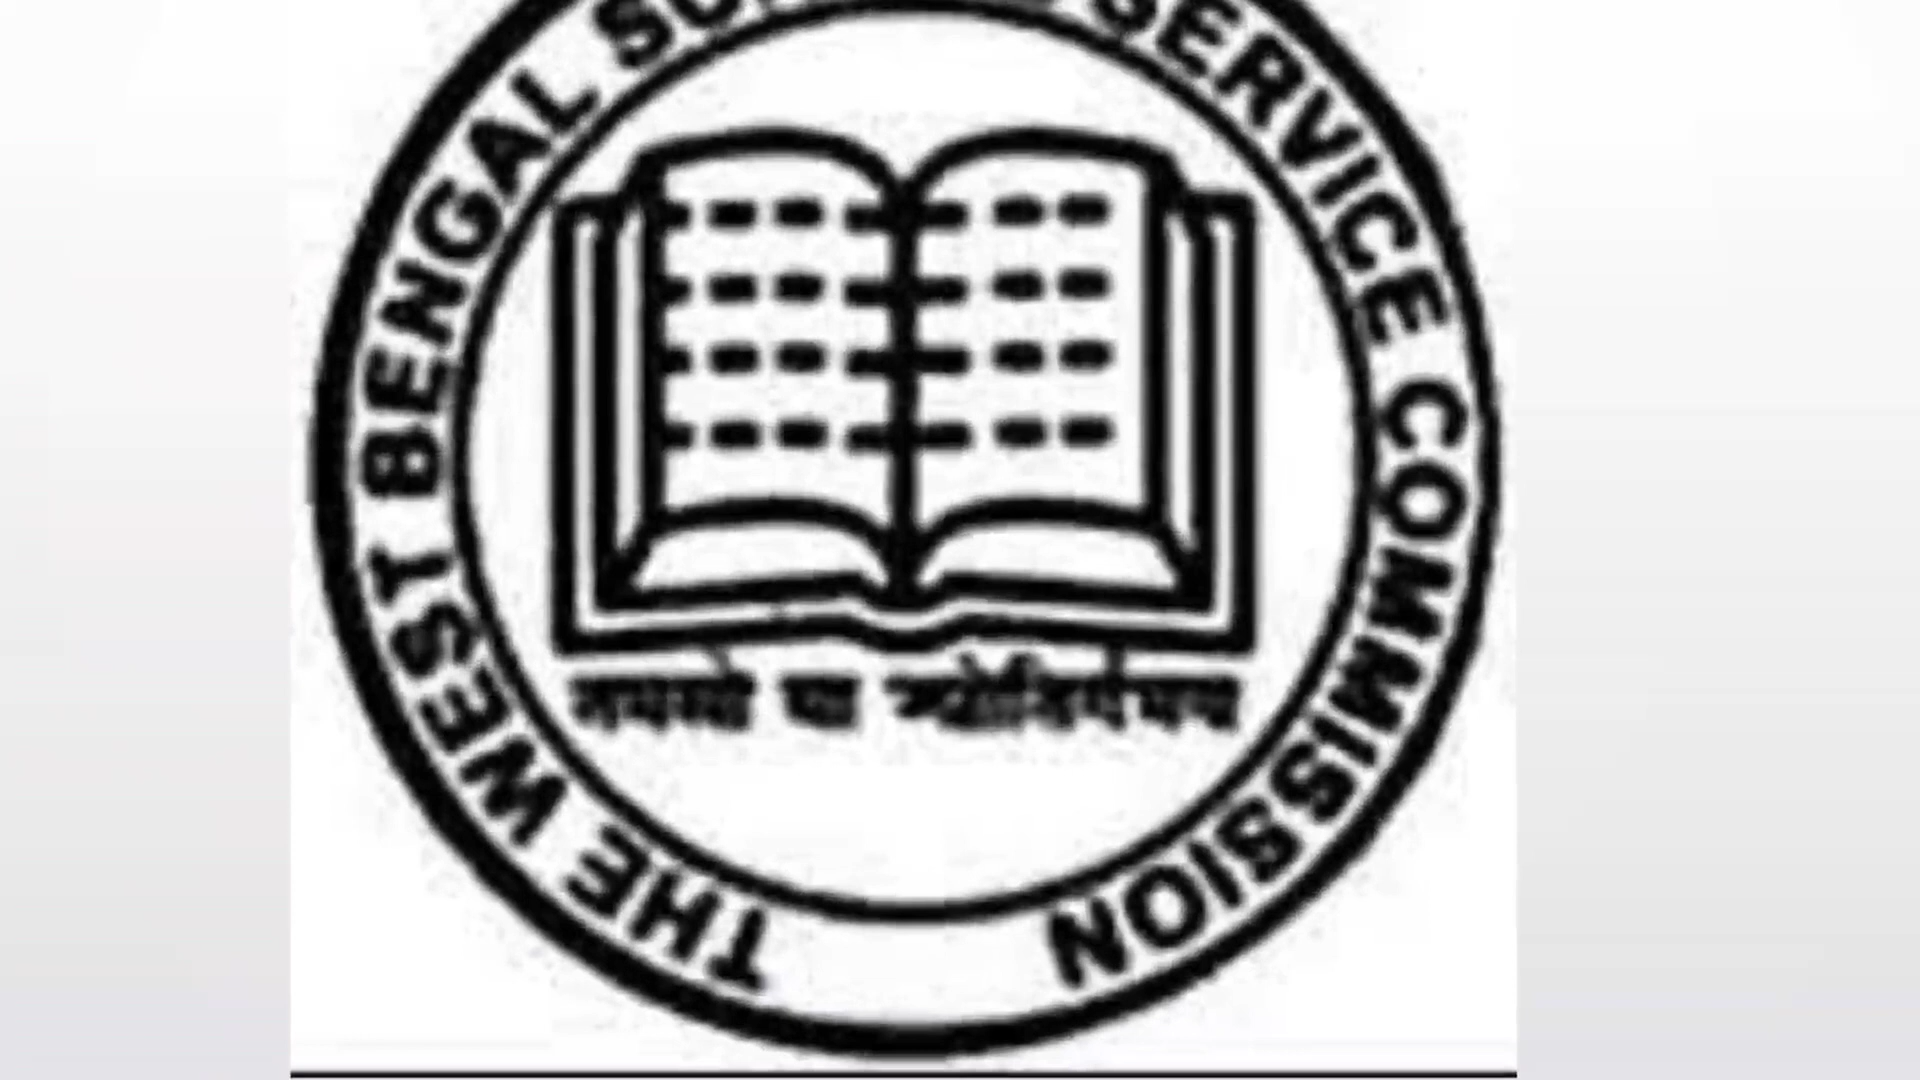 THE WEST BENGAL SERVICE COMMISSION
तमसो मा ज्योतिर्गमय